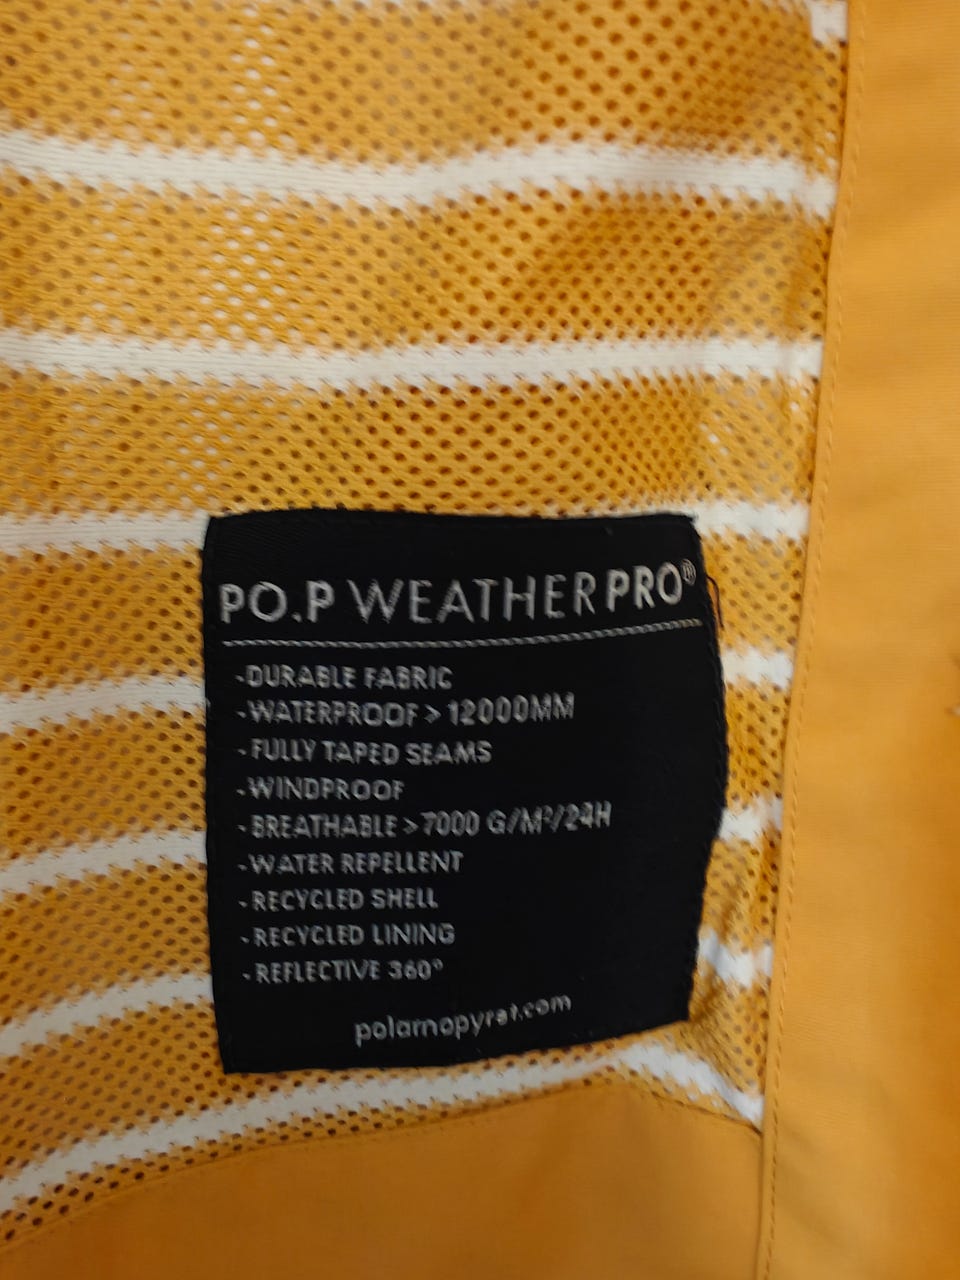 PO.P WEATHERPRO®
-DURABLE FABRIC
-WATERPROOF > 12000MM
-FULLY TAPED SEAMS
-WINDPROOF
-BREATHABLE >7000 G/M²/24H
-WATER REPELLENT
-RECYCLED SHELL
-RECYCLED LINING
-REFLECTIVE 360°
polarnopyret.com